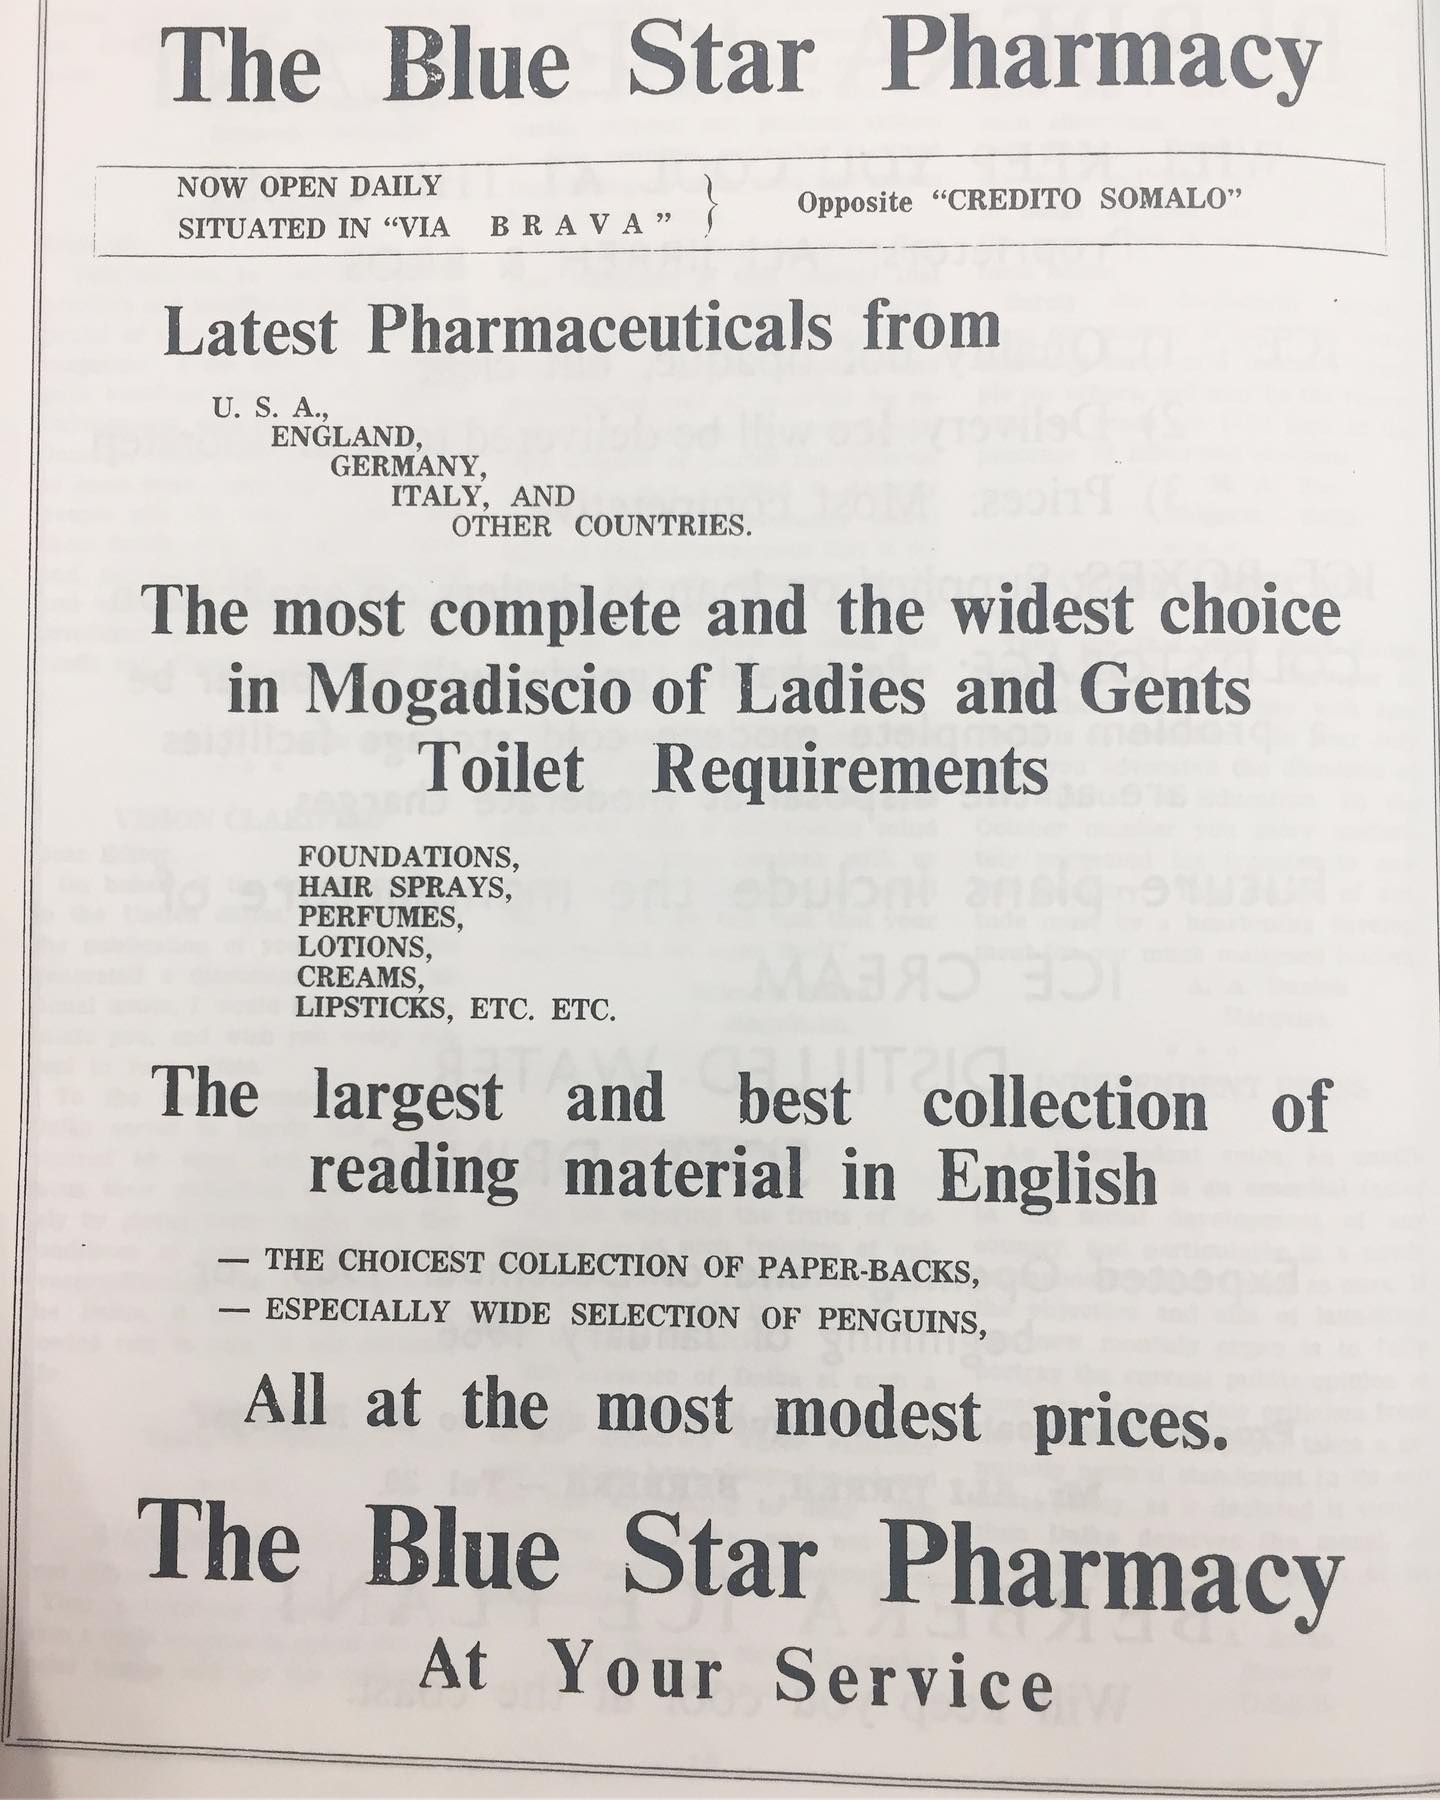 The Blue Star Pharmacy
NOW OPEN DAILY
SITUATED IN “VIA BRAVA”
Opposite “CREDITO SOMALO”
Latest Pharmaceuticals from
U. S. A.,
ENGLAND,
GERMANY,
ITALY, AND
OTHER COUNTRIES.
The most complete and the widest choice
in Mogadiscio of Ladies and Gents
Toilet Requirements
FOUNDATIONS,
HAIR SPRAYS,
PERFUMES,
LOTIONS,
CREAMS,
LIPSTICKS, ETC. ETC.
The largest and best collection of
reading material in English
— THE CHOICEST COLLECTION OF PAPER-BACKS,
— ESPECIALLY WIDE SELECTION OF PENGUINS,
All at the most modest prices.
The Blue Star Pharmacy
At Your Service